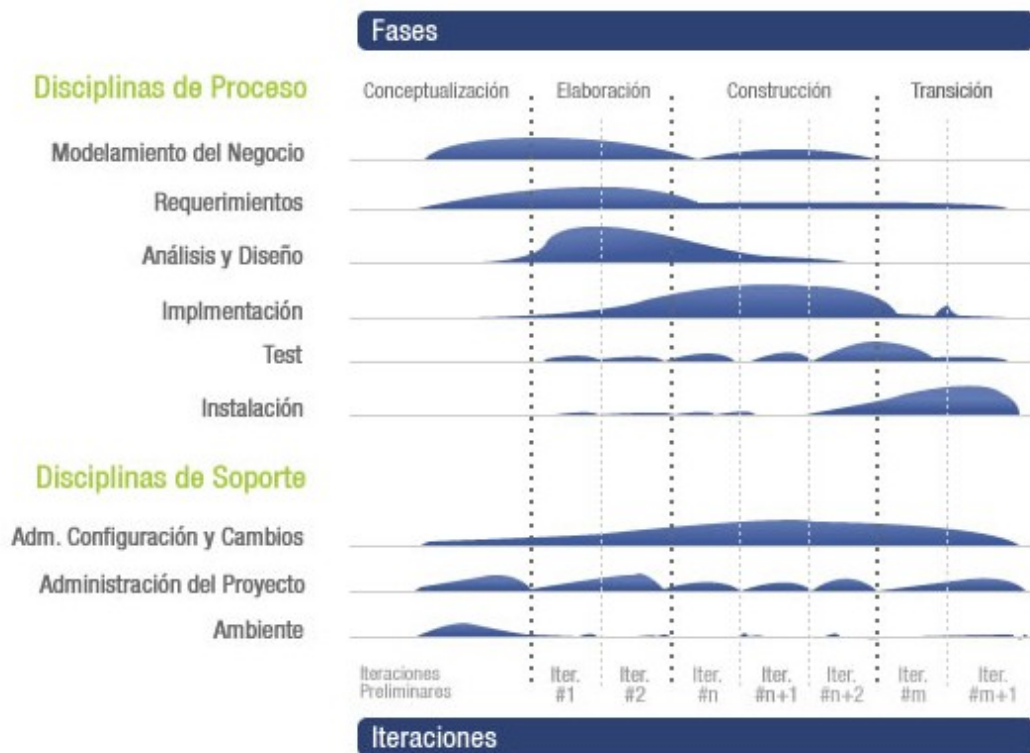 Fases
Disciplinas de Proceso
Conceptualización Elaboración Construcción Transición
Modelamiento del Negocio
Requerimientos
Análisis y Diseño
Implmentación
Test
Instalación
Disciplinas de Soporte
Adm. Configuración y Cambios
Administración del Proyecto
Ambiente
Iteraciones Iter. Iter. Iter. Iter. Iter. Iter. Iter.
Preliminares #1 #2 #n #n+1 #n+2 #m #m+1
Iteraciones